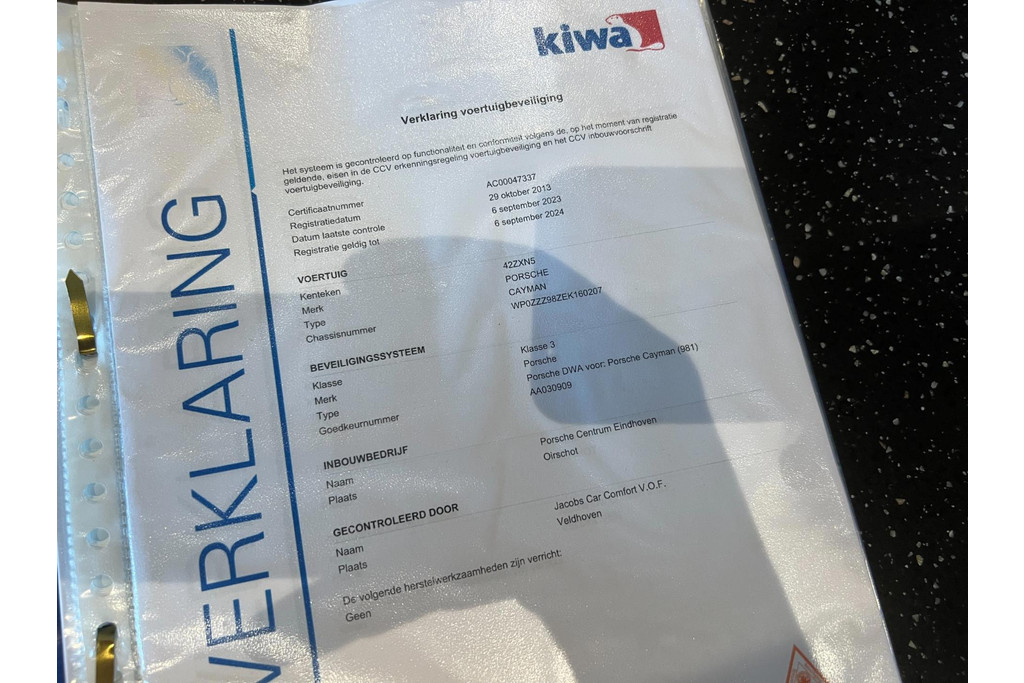 kiwa
VERKLARING
Verklaring voertuigbeveiliging
Het systeem is gecontroleerd op functionaliteit en conformiteit volgens de, op het moment van registratie
geldende, eisen in de CCV erkenningsregeling voertuigbeveiliging en het CCV inbouwvoorschrift
voertuigbeveiliging.
Certificaatnummer AC00047337
Registratiedatum 29 oktober 2013
Datum laatste controle 6 september 2023
Registratie geldig tot 6 september 2024
VOERTUIG
Kenteken 42ZXN5
Merk PORSCHE
Type CAYMAN
Chassisnummer WP0ZZZ98ZEK160207
BEVEILIGINGSSYSTEEM
Klasse Klasse 3
Merk Porsche
Type Porsche DWA voor: Porsche Cayman (981)
Goedkeurnummer AA030909
INBOUWBEDRIJF
Naam Porsche Centrum Eindhoven
Plaats Oirschot
GECONTROLEERD DOOR
Naam Jacobs Car Comfort V.O.F.
Plaats Veldhoven
De volgende herstelwerkzaamheden zijn verricht:
Geen